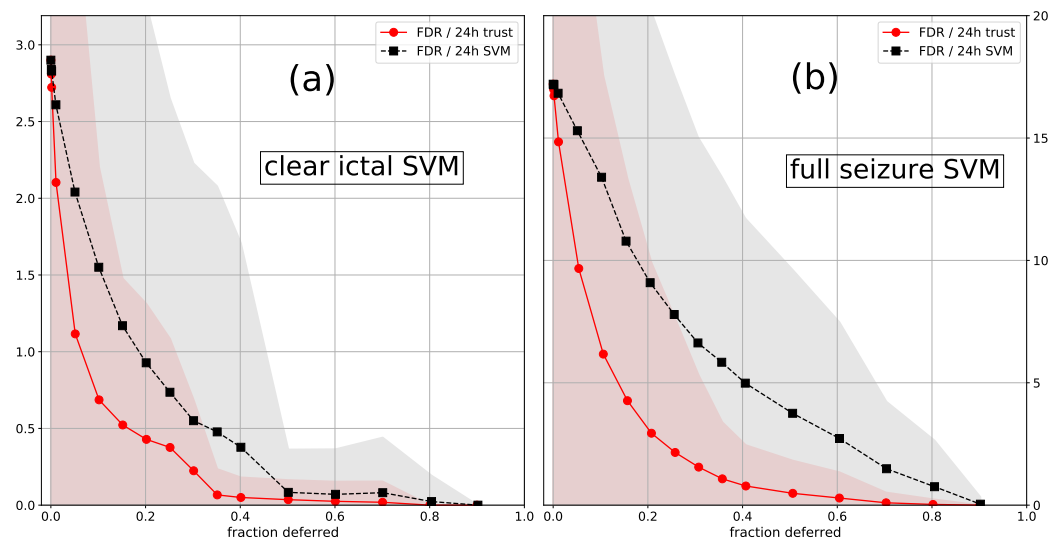 FDR / 24h trust
FDR / 24h SVM
(a)
clear ictal SVM
3.0
2.5
2.0
1.5
1.0
0.5
0.0
0.0 0.2 0.4 0.6 0.8 1.0
fraction deferred
FDR / 24h trust
FDR / 24h SVM
(b)
full seizure SVM
20
15
10
5
0
0.0 0.2 0.4 0.6 0.8 1.0
fraction deferred